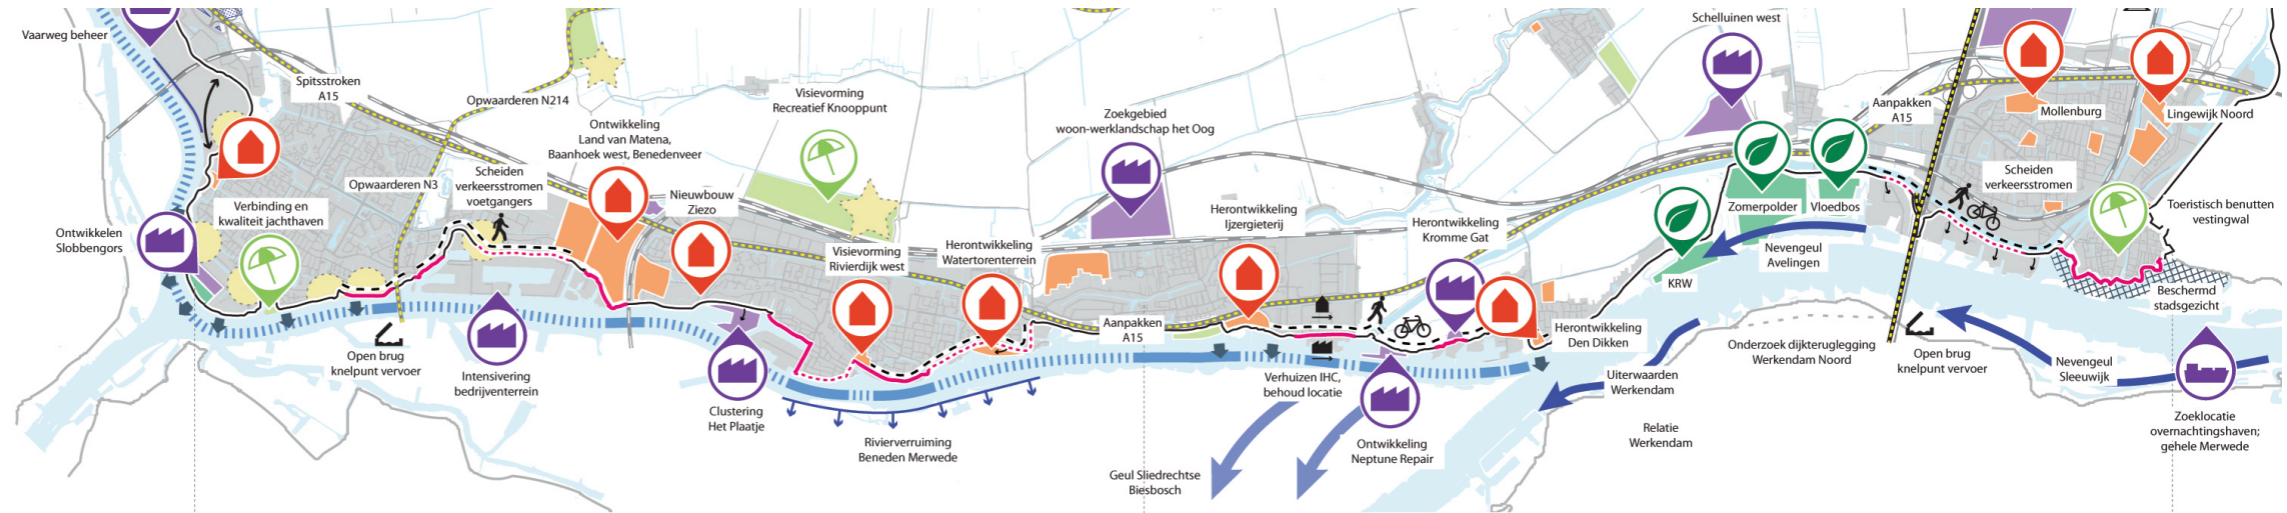 Vaarweg beheer
Spitsstroken
A15
Opwaarderen N214
Ontwikkeling
Land van Matena,
Baanhoek west, Benedenveer
Visievorming
Recreatief Knooppunt
Zoekgebied
woon-werklandschap het Oog
Schelluinen west
Aanpakken
A15
Mollenburg
Lingewijk Noord
Opwaarderen N3
Scheiden
verkeersstromen
voetgangers
Nieuwbouw
Ziezo
Verbinding en
kwaliteit jachthaven
Ontwikkelen
Slobbengors
Visievorming
Rivierdijk west
Herontwikkeling
Watertorenterrein
Herontwikkeling
Ijzergieterij
Herontwikkeling
Kromme Gat
Zomerpolder
Vloedbos
Scheiden
verkeersstromen
Toeristisch benutten
vestingwal
Nevengeul
Avelingen
KRW
Beschermd
stadsgezicht
Open brug
knelpunt vervoer
Intensivering
bedrijventerrein
Clustering
Het Plaatje
Rivierverruiming
Beneden Merwede
Aanpakken
A15
Verhuizen IHC,
behoud locatie
Herontwikkeling
Den Dikken
Uiterwaarden
Werkendam
Onderzoek dijkteruglegging
Werkendam Noord
Open brug
knelpunt vervoer
Nevengeul
Sleeuwijk
Geul Sliedrechtse
Biesbosch
Ontwikkeling
Neptune Repair
Relatie
Werkendam
Zoeklocatie
overnachtingshaven;
gehele Merwede